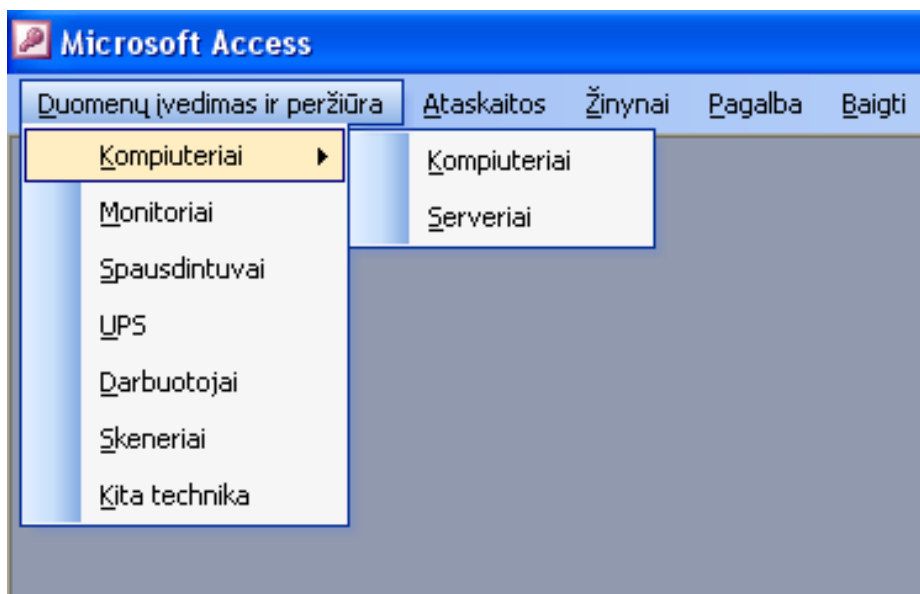 Microsoft Access
Duomenų įvedimas ir peržiūra Ataskaitos Žinynai Pagalba Baigti
Kompiuteriai
Monitoriai
Spausdintuvai
UPS
Darbuotojai
Skeneriai
Kita technika
Kompiuteriai
Serveriai